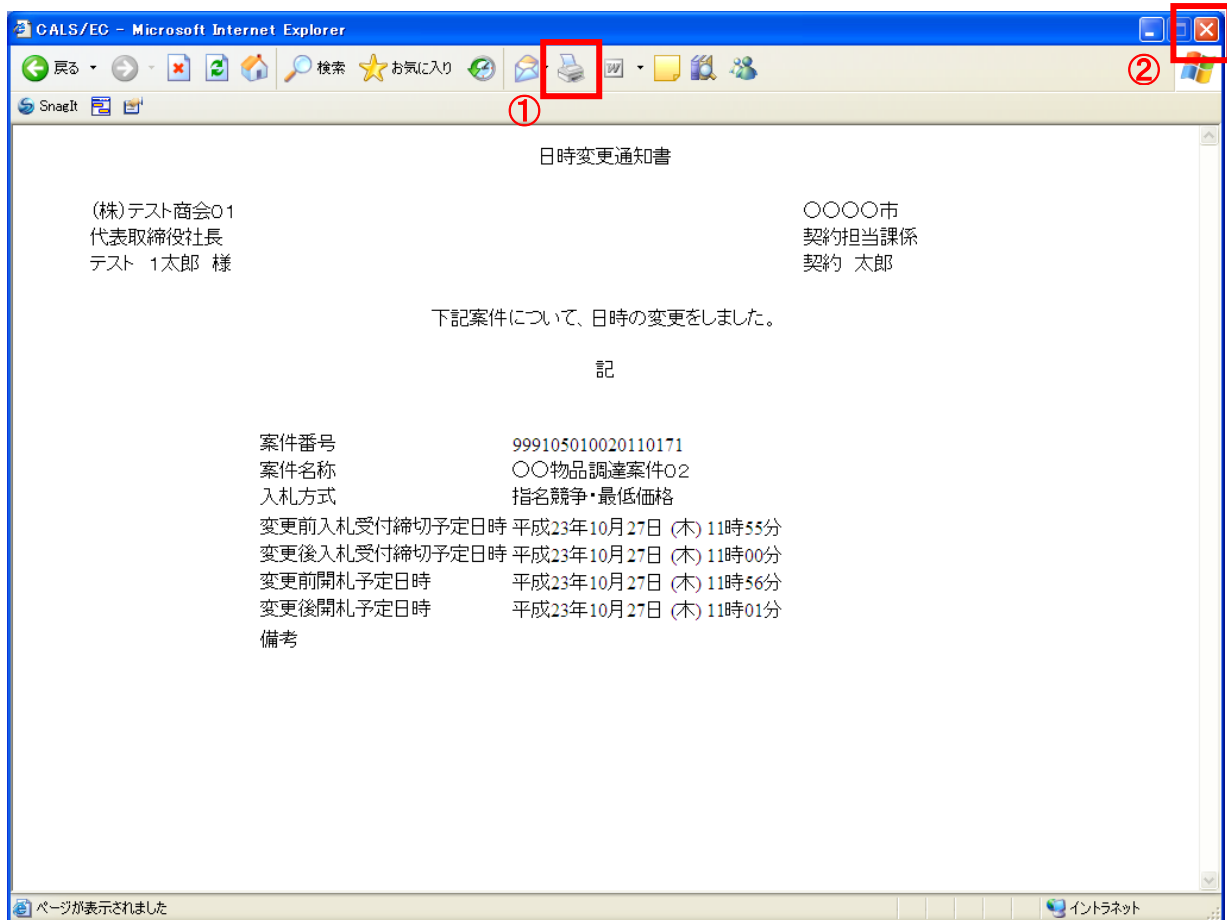 CALS/EC - Microsoft Internet Explorer
戻る 検索 お気に入り ②
SnagIt ①
日時変更通知書
(株)テスト商会01 〇〇〇〇市
代表取締役社長 契約担当課係
テスト 1太郎 様 契約 太郎
下記案件について、日時の変更をしました。
記
案件番号 999105010020110171
案件名称 〇〇物品調達案件02
入札方式 指名競争・最低価格
変更前入札受付締切予定日時 平成23年10月27日 (木) 11時55分
変更後入札受付締切予定日時 平成23年10月27日 (木) 11時00分
変更前開札予定日時 平成23年10月27日 (木) 11時56分
変更後開札予定日時 平成23年10月27日 (木) 11時01分
備考
ページが表示されました イントラネット